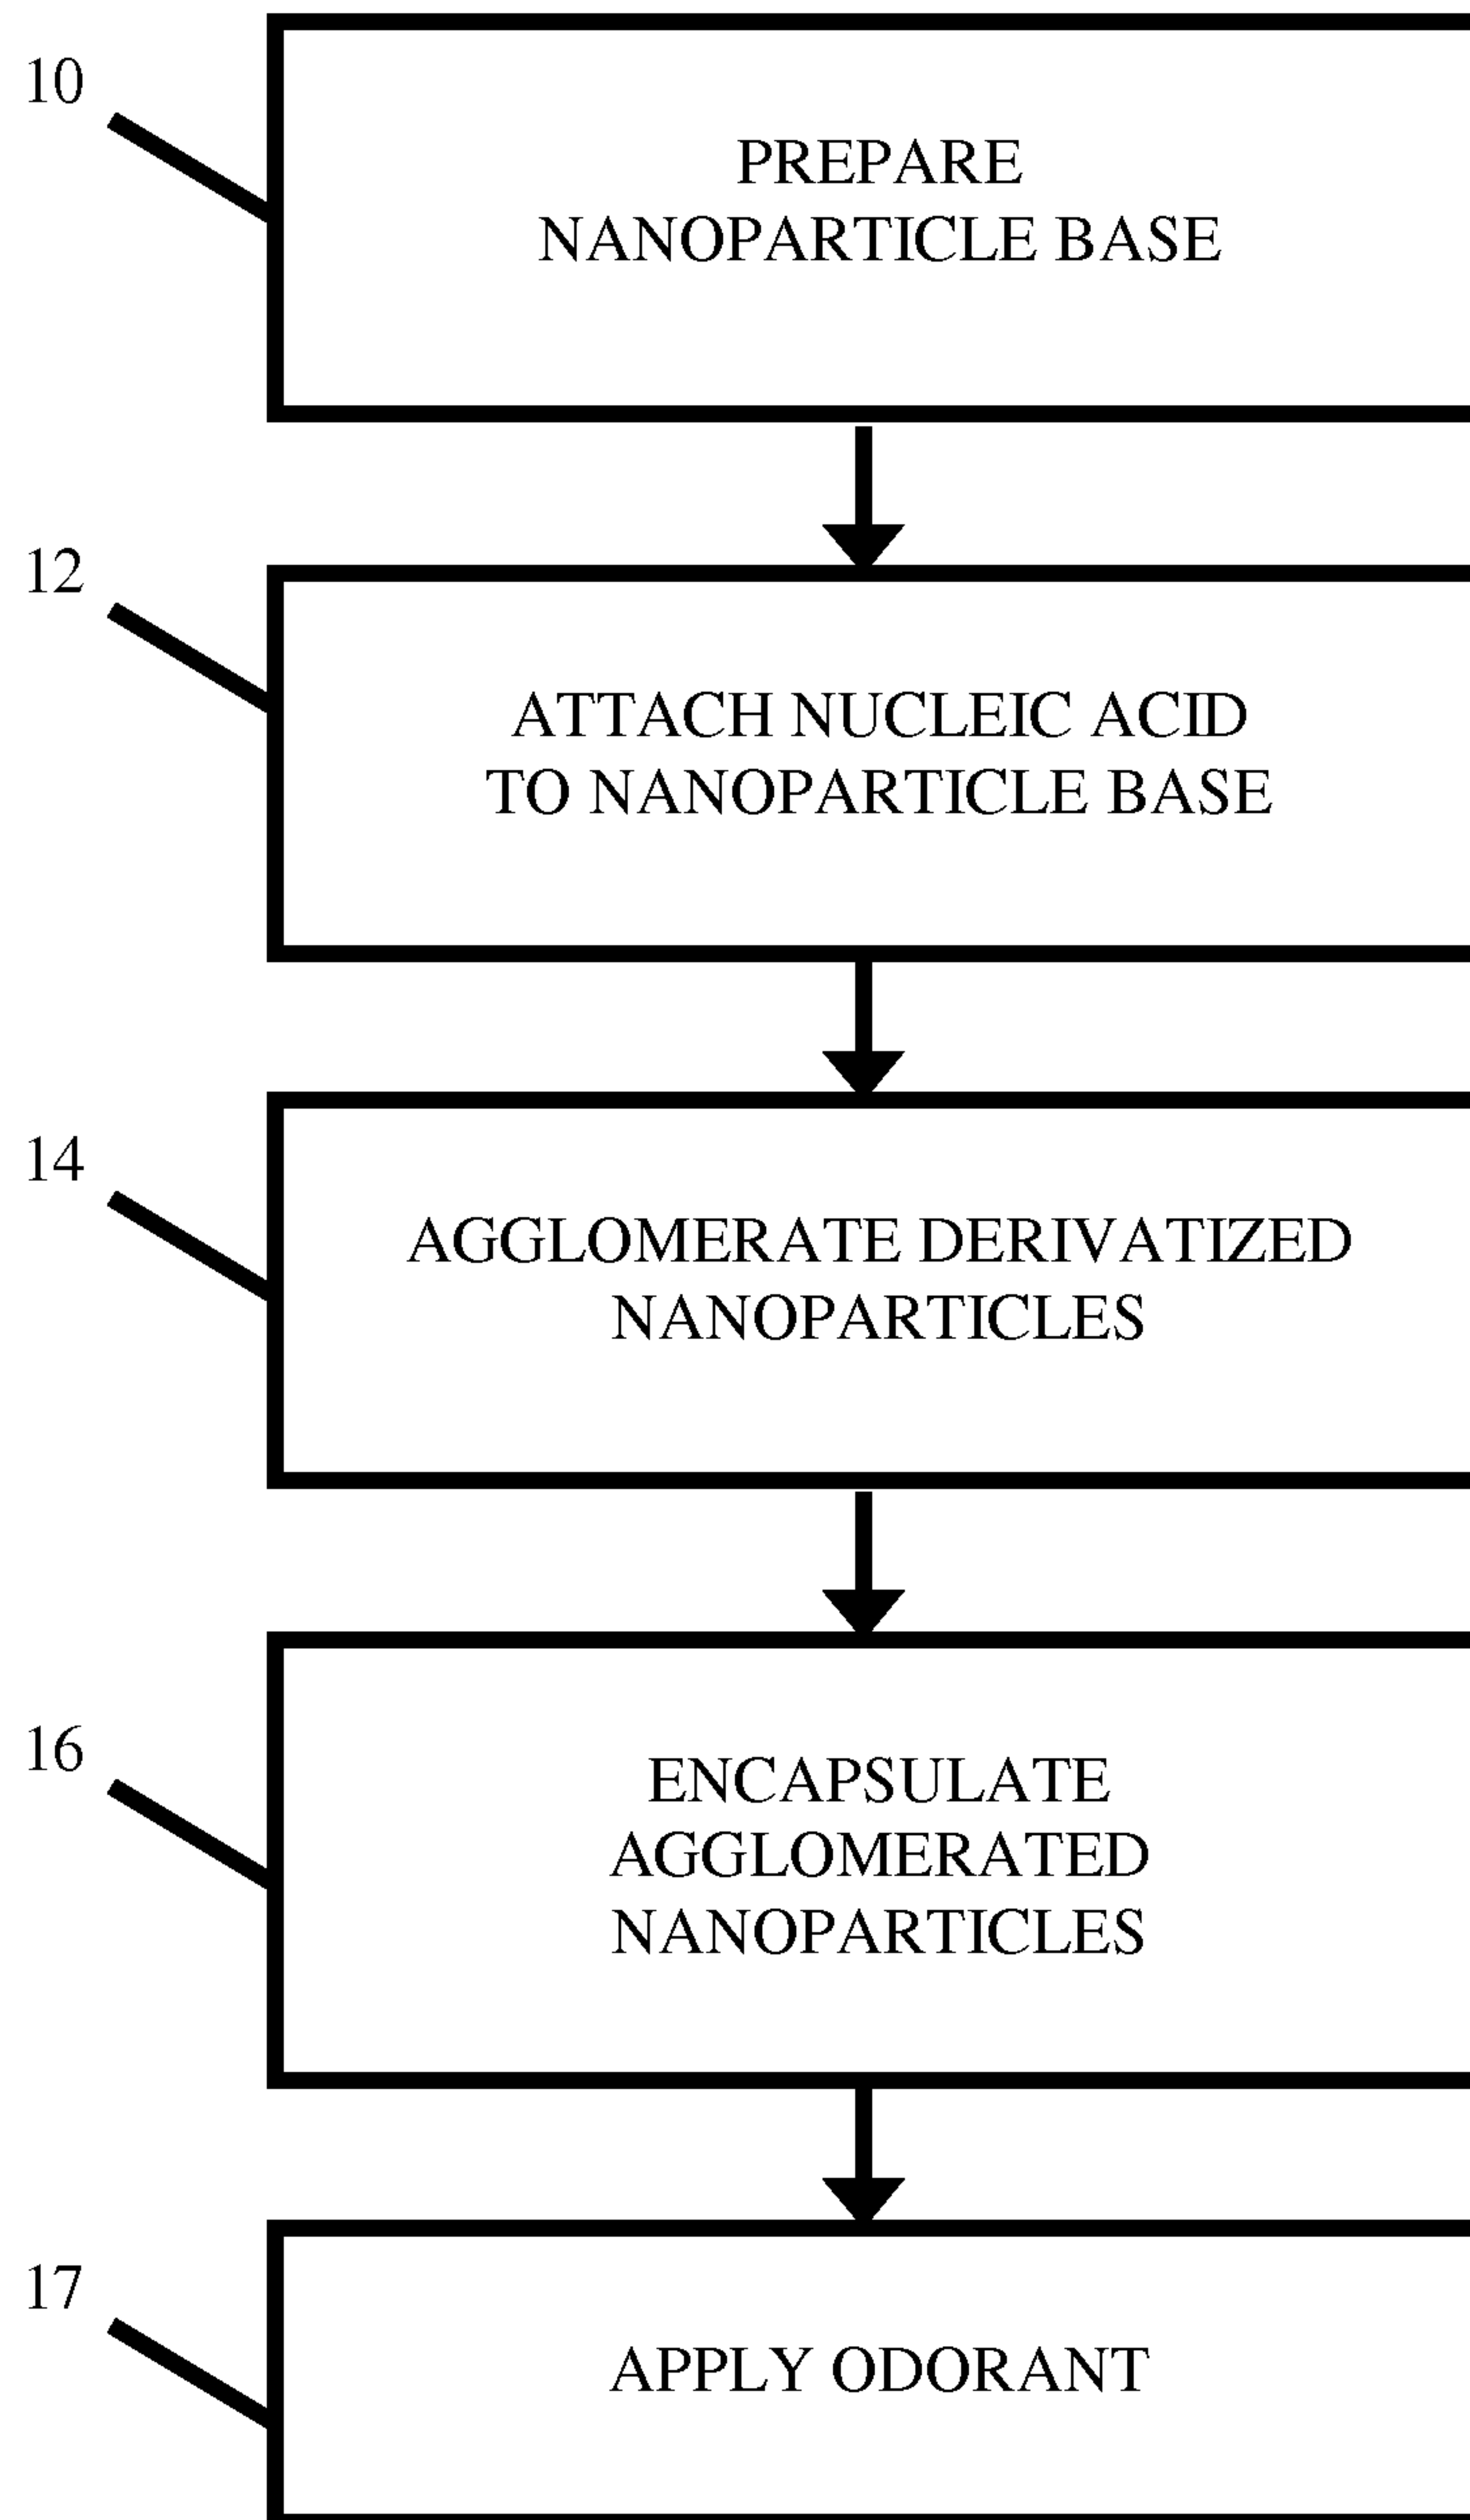 10
PREPARE
NANOPARTICLE BASE
12
ATTACH NUCLEIC ACID
TO NANOPARTICLE BASE
14
AGGLOMERATE DERIVATIZED
NANOPARTICLES
16
ENCAPSULATE
AGGLOMERATED
NANOPARTICLES
17
APPLY ODORANT